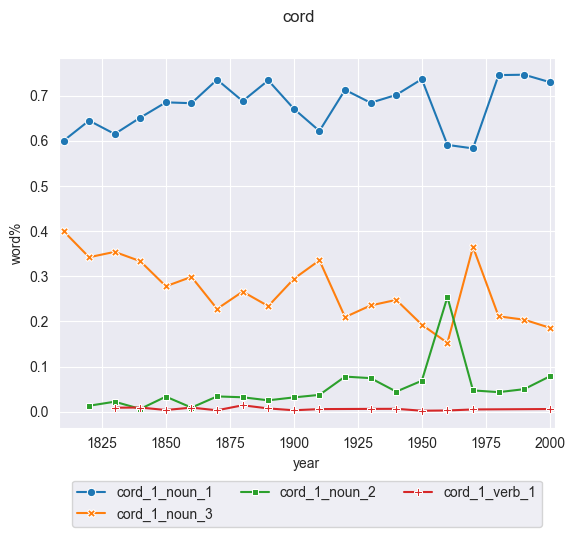 cord
0.7
0.6
0.5
0.4
0.3
0.2
0.1
0.0
word%
1825 1850 1875 1900 1925 1950 1975 2000
year
cord_1_noun_1 cord_1_noun_2 cord_1_verb_1
cord_1_noun_3